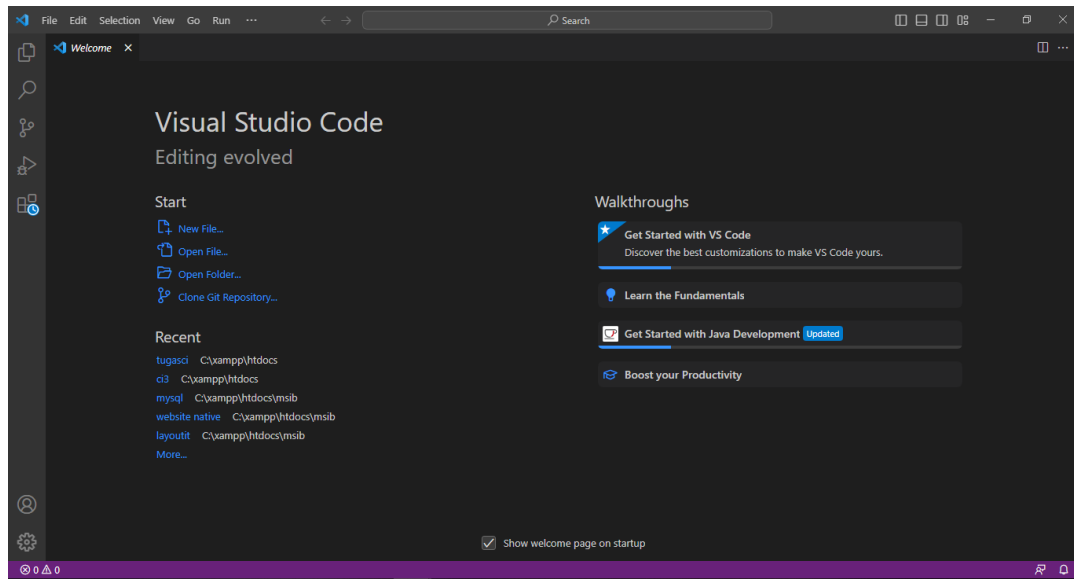 File Edit Selection View Go Run ··· Search
Welcome
Visual Studio Code
Editing evolved
Start
New File...
Open File...
Open Folder...
Clone Git Repository...
Recent
tugasci C:\xampp\htdocs
ci3 C:\xampp\htdocs
mysql C:\xampp\htdocs\msib
website native C:\xampp\htdocs\msib
layoutit C:\xampp\htdocs\msib
More...
Walkthroughs
Get Started with VS Code
Discover the best customizations to make VS Code yours.
Learn the Fundamentals
Get Started with Java Development Updated
Boost your Productivity
Show welcome page on startup
0 0